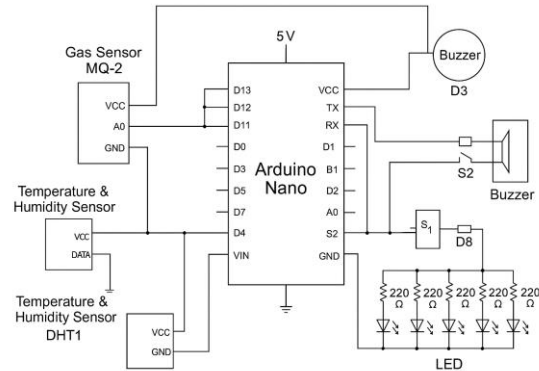 5 V
Gas Sensor
MQ-2
VCC
A0
GND
Buzzer
D3
D13
D12
D11
D0
D3
D5
D7
D4
VIN
Arduino
Nano
VCC
TX
RX
D1
B1
D2
A0
S2
GND
S2
Buzzer
S1
D8
Temperature &
Humidity Sensor
VCC
DATA
Temperature &
Humidity Sensor
DHT1
VCC
GND
220 Ω
220 Ω
220 Ω
220 Ω
220 Ω
LED